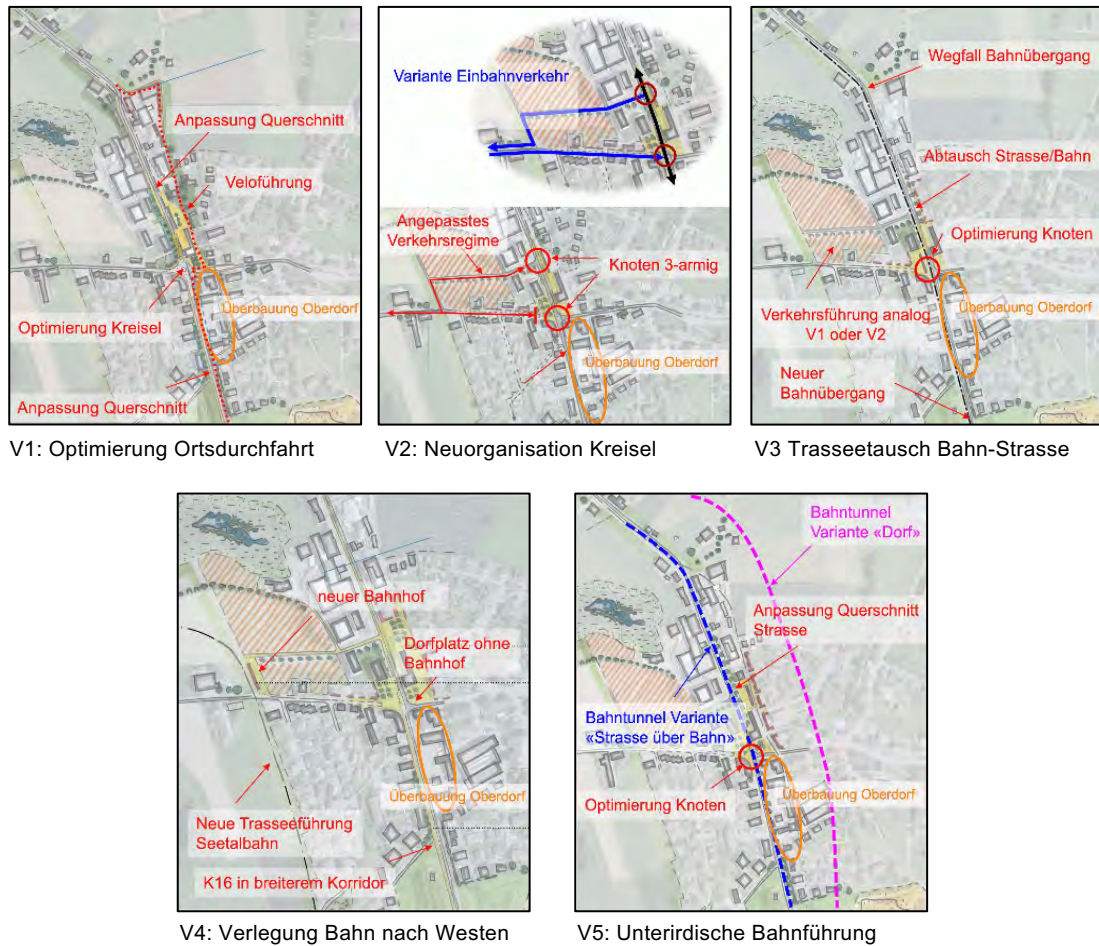 Anpassung Querschnitt
Veloführung
Überbauung Oberdorf
Optimierung Kreisel
Anpassung Querschnitt
V1: Optimierung Ortsdurchfahrt
Variante Einbahnverkehr
Angepasstes
Verkehrsregime
Knoten 3-armig
Überbauung Oberdorf
V2: Neuorganisation Kreisel
Wegfall Bahnübergang
Abtausch Strasse/Bahn
Optimierung Knoten
Überbauung Oberdorf
Verkehrsführung analog
V1 oder V2
Neuer
Bahnübergang
V3 Trasseetausch Bahn-Strasse
neuer Bahnhof
Dorfplatz ohne
Bahnhof
Überbauung Oberdorf
Neue Trasseeführung
Seetalbahn
K16 in breiterem Korridor
V4: Verlegung Bahn nach Westen
Bahntunnel
Variante «Dorf»
Anpassung Querschnitt
Strasse
Bahntunnel Variante
«Strasse über Bahn»
Überbauung Oberdorf
Optimierung Knoten
V5: Unterirdische Bahnführung